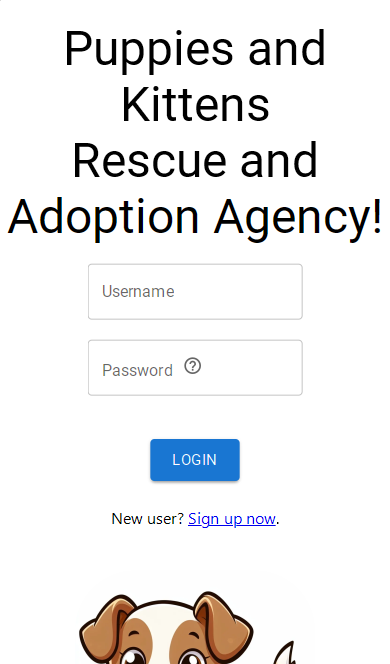 Puppies and
Kittens
Rescue and
Adoption Agency!
Username
Password
LOGIN
New user? Sign up now.